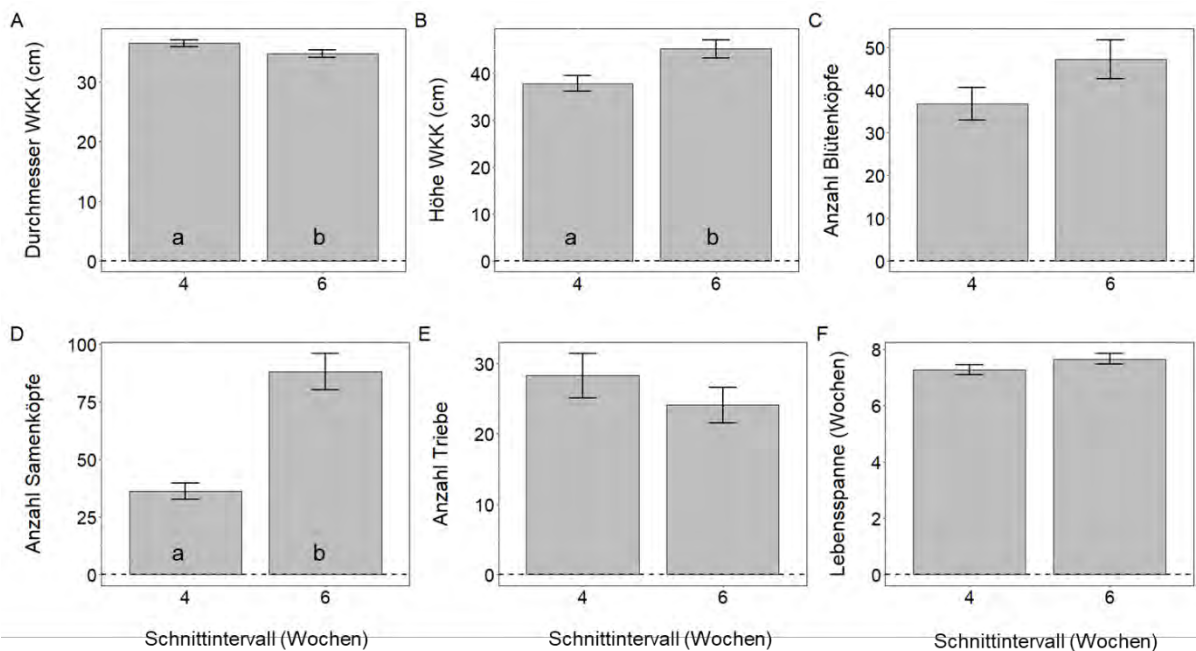 A
Durchmesser WKK (cm)
30
20
10
0
a
b
4
6
B
Höhe WKK (cm)
40
30
20
10
0
a
b
4
6
C
Anzahl Blütenköpfe
50
40
30
20
10
0
4
6
D
Anzahl Samenköpfe
100
75
50
25
0
a
b
4
6
Schnittintervall (Wochen)
E
Anzahl Triebe
30
20
10
0
4
6
Schnittintervall (Wochen)
F
Lebensspanne (Wochen)
8
6
4
2
0
4
6
Schnittintervall (Wochen)